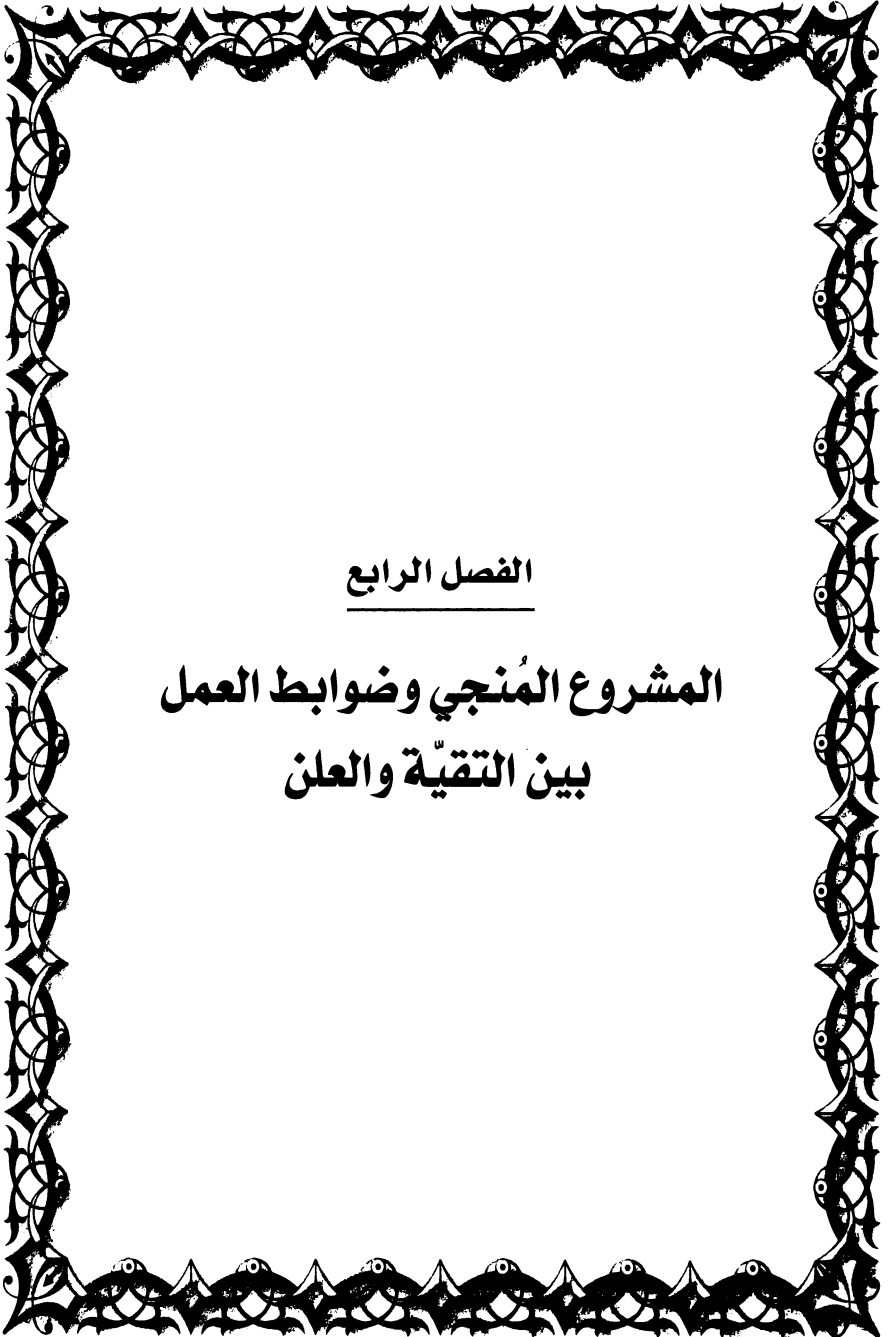 الفصل الرابع
المشروع المُنجي وضوابط العمل
بين التقيّة والعلن